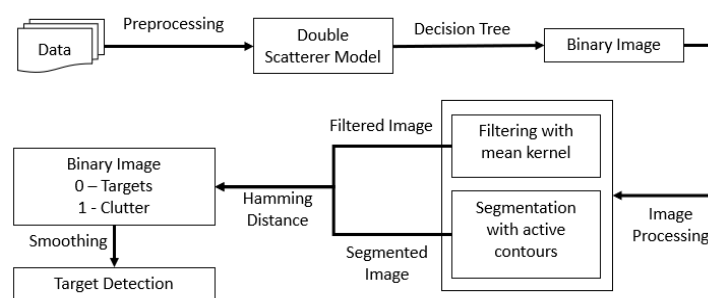 Preprocessing
Data
Double
Scatterer Model
Decision Tree
Binary Image
Image
Processing
Filtering with
mean kernel
Segmentation
with active
contours
Filtered Image
Segmented
Image
Hamming
Distance
Binary Image
0 – Targets
1 - Clutter
Smoothing
Target Detection